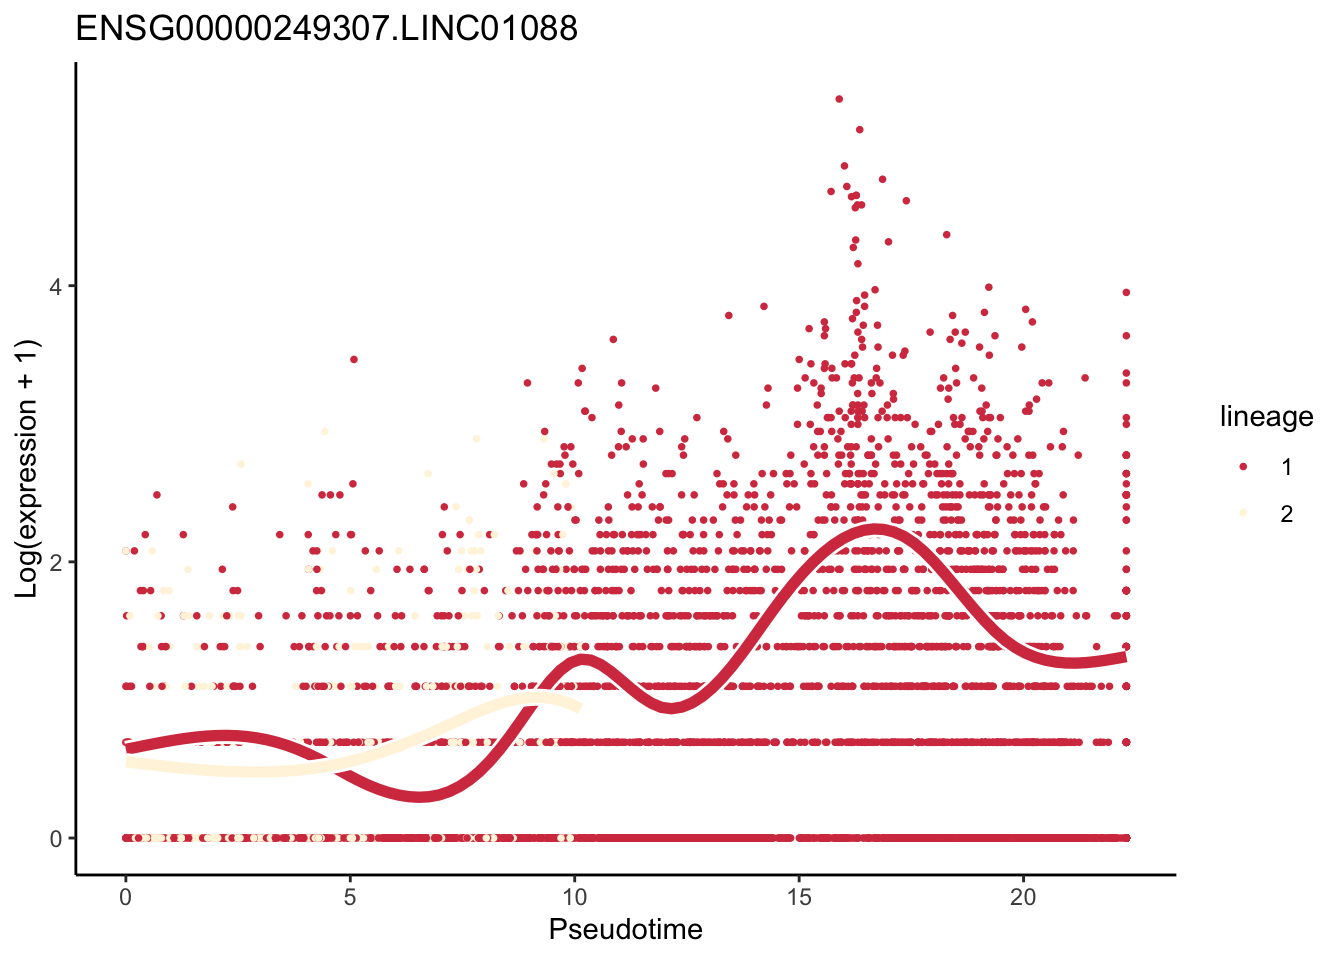 ENSG00000249307.LINC01088
Log(expression + 1)
4
2
0
0 5 10 15 20
Pseudotime
lineage
1
2